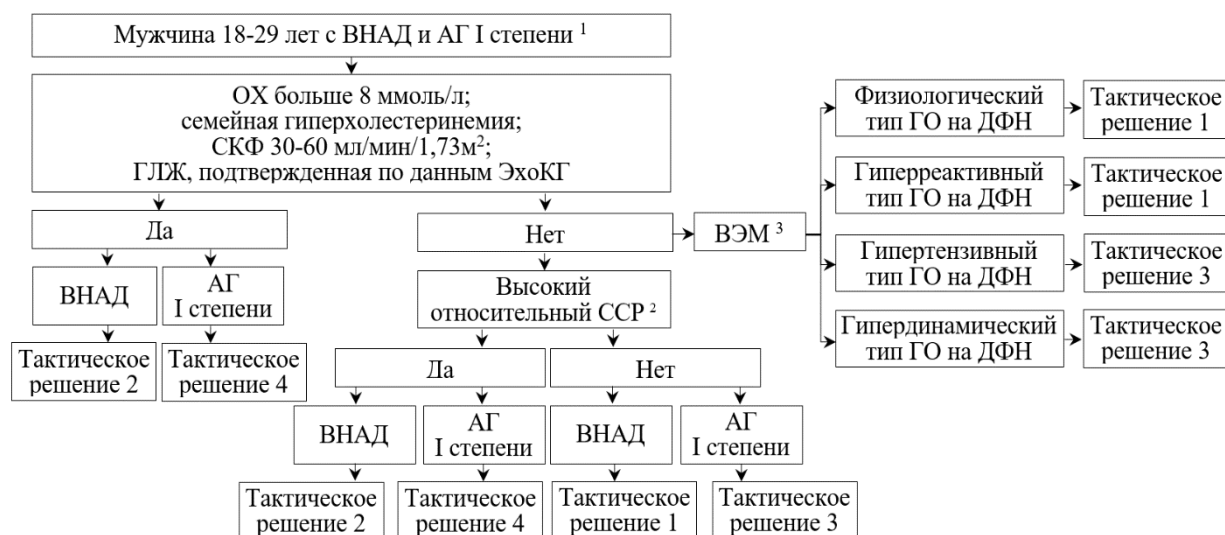 Мужчина 18-29 лет с ВНАД и АГ I степени ¹
ОХ больше 8 ммоль/л;
семейная гиперхолестеринемия;
СКФ 30-60 мл/мин/1,73м²;
ГЛЖ, подтвержденная по данным ЭхоКГ
Да
Нет
ВЭМ ³
ВНАД
АГ
I степени
Тактическое
решение 2
Тактическое
решение 4
Высокий
относительный ССР ²
Да
Нет
ВНАД
АГ
I степени
ВНАД
АГ
I степени
Тактическое
решение 2
Тактическое
решение 4
Тактическое
решение 1
Тактическое
решение 3
Физиологический
тип ГО на ДФН
Тактическое
решение 1
Гиперреактивный
тип ГО на ДФН
Тактическое
решение 1
Гипертензивный
тип ГО на ДФН
Тактическое
решение 3
Гипердинамический
тип ГО на ДФН
Тактическое
решение 3